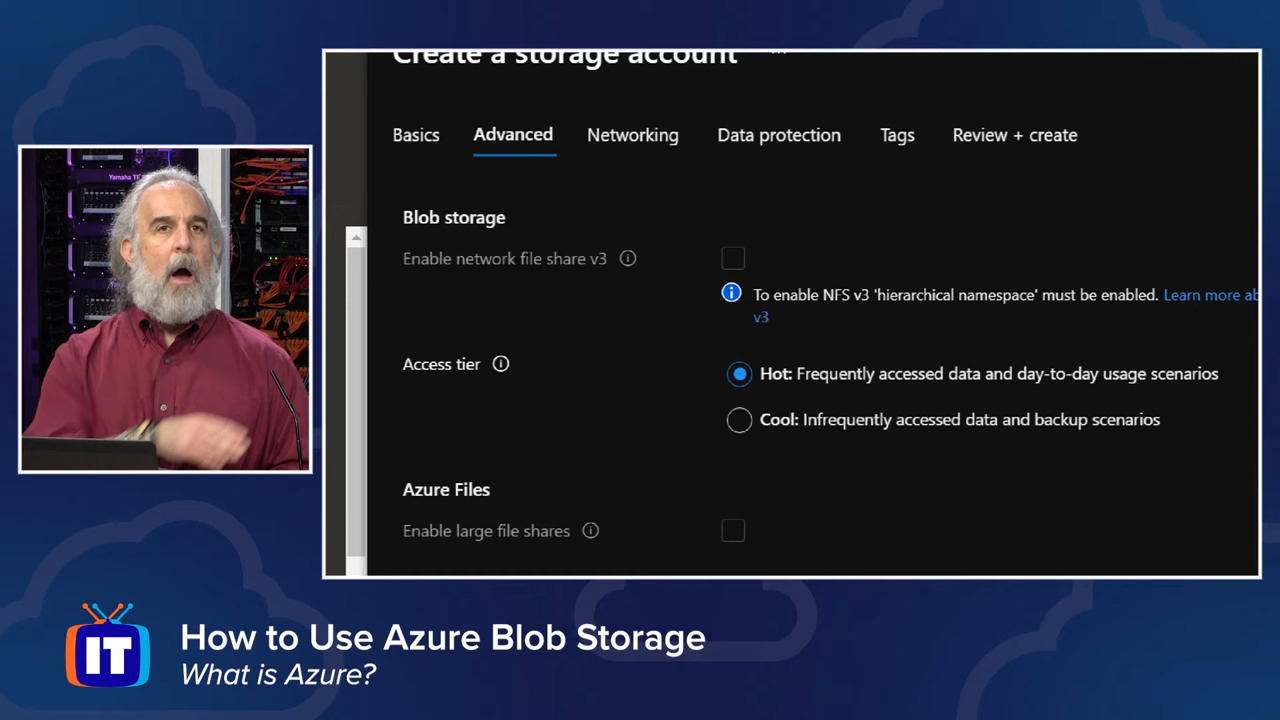 Create a storage account
Basics Advanced Networking Data protection Tags Review + create
Blob storage
Enable network file share v3
To enable NFS v3 'hierarchical namespace' must be enabled. Learn more ab
v3
Access tier
Hot: Frequently accessed data and day-to-day usage scenarios
Cool: Infrequently accessed data and backup scenarios
Azure Files
Enable large file shares
Yamaha
IT
How to Use Azure Blob Storage
What is Azure?